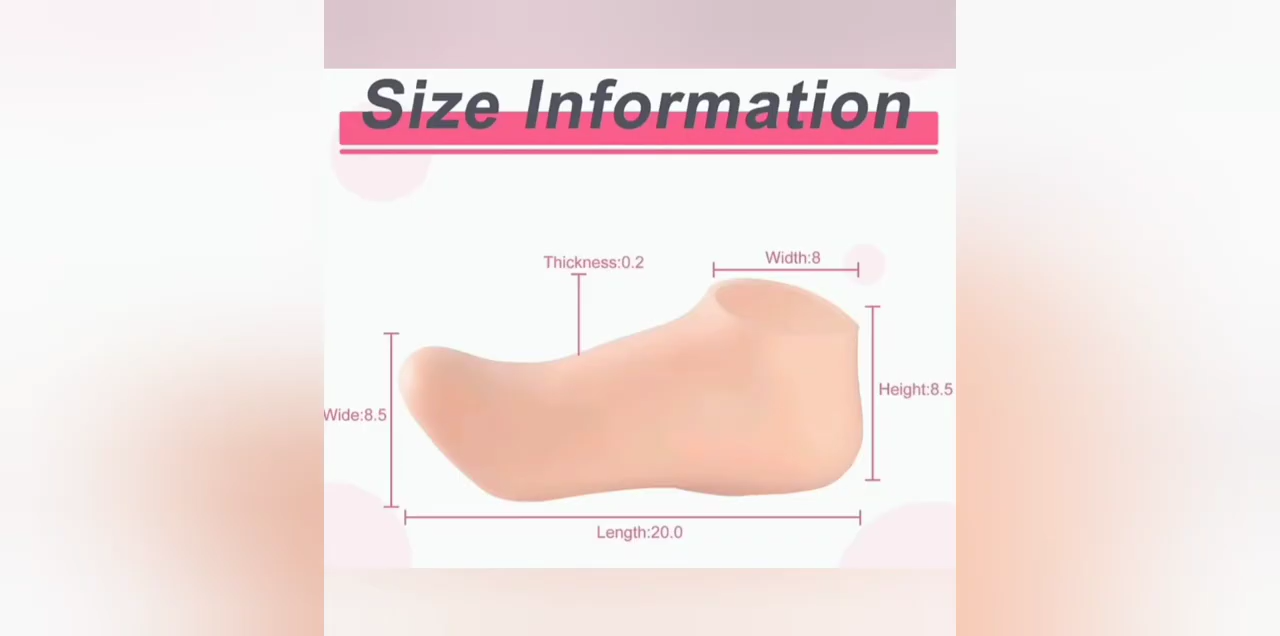 Size Information
Thickness:0.2
Width:8
Wide:8.5
Height:8.5
Length:20.0